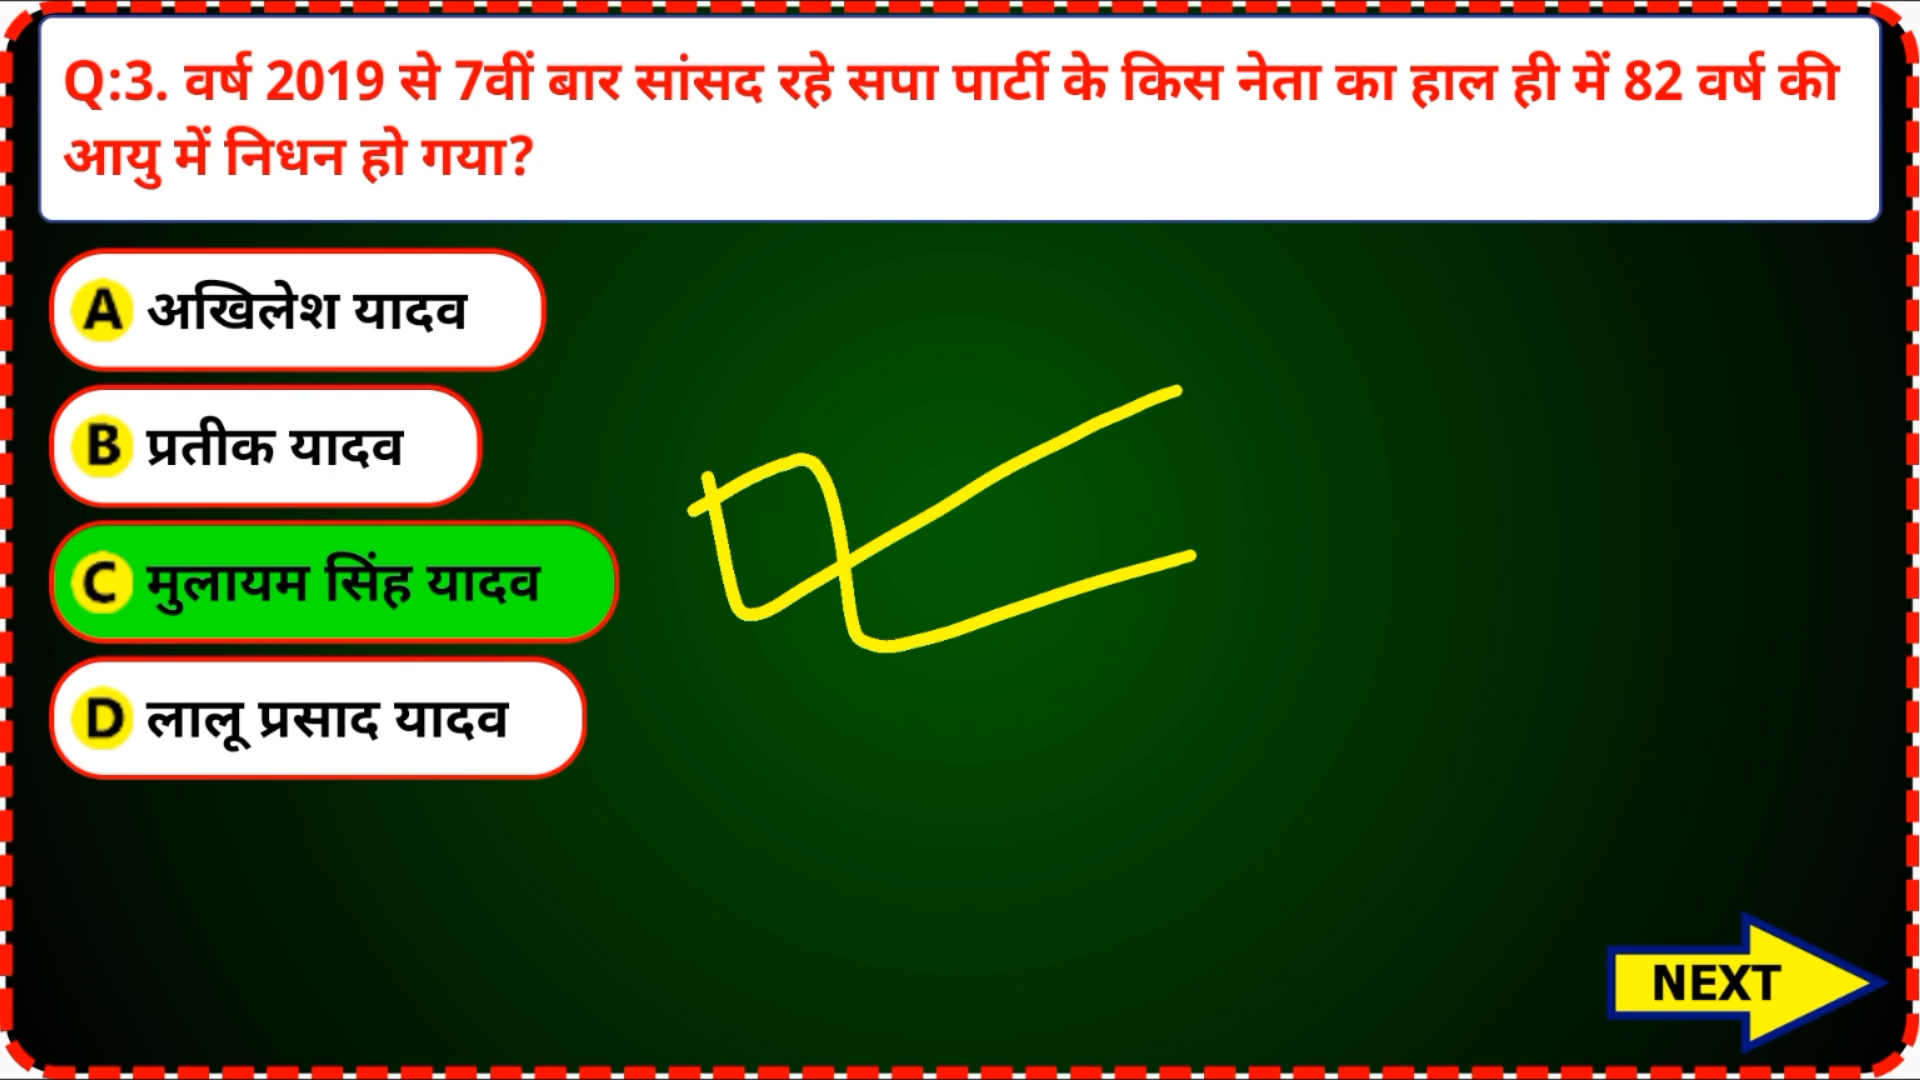 Q:3. वर्ष 2019 से 7वीं बार सांसद रहे सपा पार्टी के किस नेता का हाल ही में 82 वर्ष की
आयु में निधन हो गया?
A अखिलेश यादव
B प्रतीक यादव
C मुलायम सिंह यादव
D लालू प्रसाद यादव
NEXT